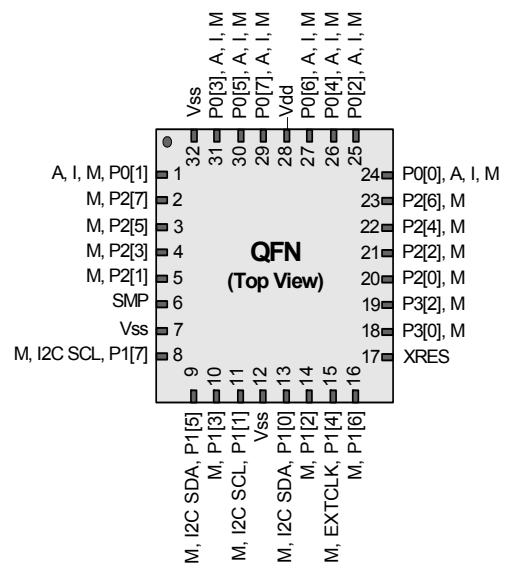 Vss
P0[3], A, I, M
P0[5], A, I, M
P0[7], A, I, M
Vdd
P0[6], A, I, M
P0[4], A, I, M
P0[2], A, I, M
32
31
30
29
28
27
26
25
A, I, M, P0[1] 1
M, P2[7] 2
M, P2[5] 3
M, P2[3] 4
M, P2[1] 5
SMP 6
Vss 7
M, I2C SCL, P1[7] 8
QFN
(Top View)
24 P0[0], A, I, M
23 P2[6], M
22 P2[4], M
21 P2[2], M
20 P2[0], M
19 P3[2], M
18 P3[0], M
17 XRES
9
10
11
12
13
14
15
16
M, I2C SDA, P1[5]
M, P1[3]
M, I2C SCL, P1[1]
Vss
M, I2C SDA, P1[0]
M, P1[2]
M, EXTCLK, P1[4]
M, P1[6]